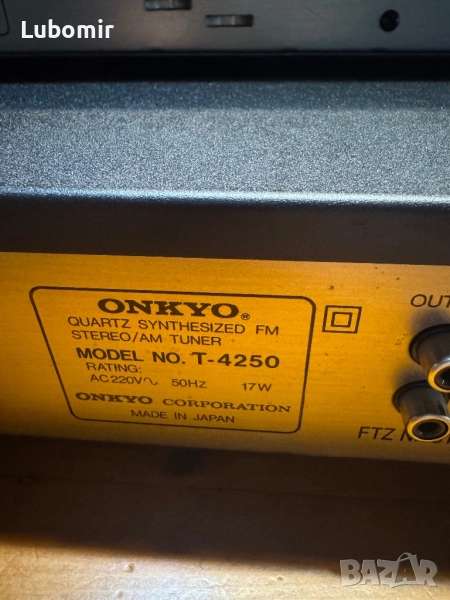 Lubomir
ONKYO®
QUARTZ SYNTHESIZED FM
STEREO/AM TUNER
MODEL NO. T-4250
RATING:
AC220V~ 50HZ 17W
ONKYO CORPORATION
MADE IN JAPAN
OUT
FTZ
BAZAR